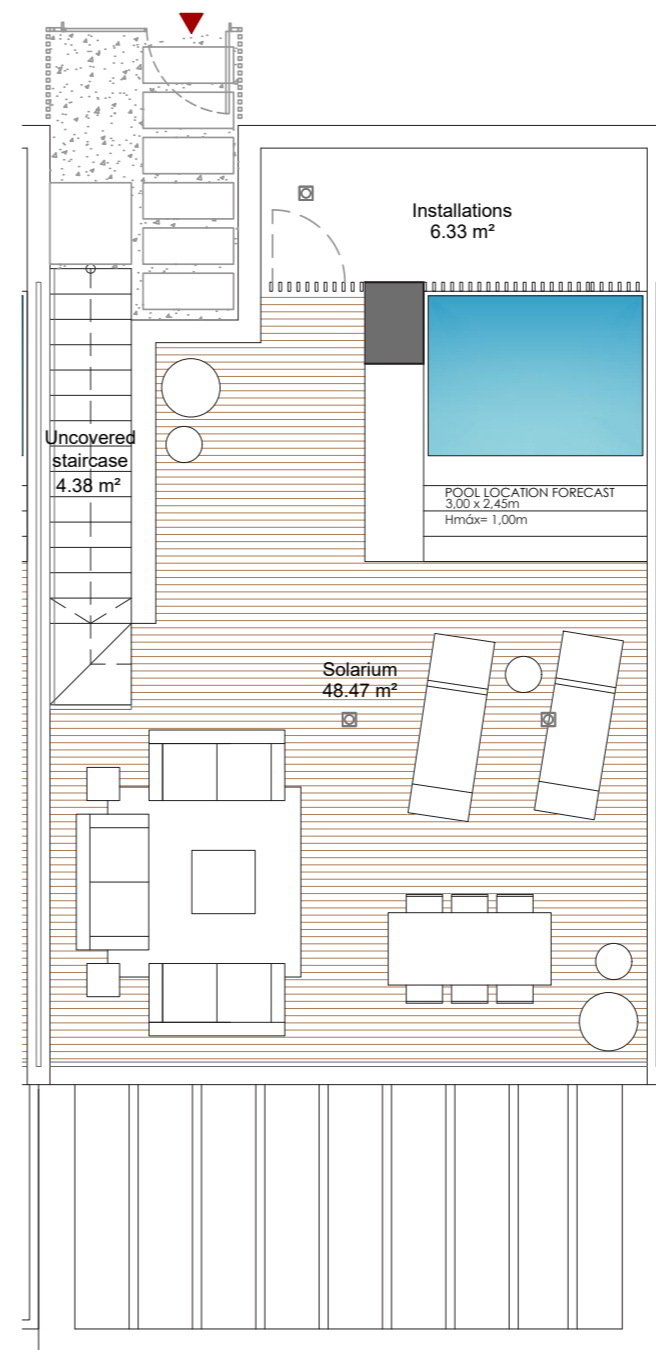 Installations
6.33 m²
Uncovered
staircase
4.38 m²
POOL LOCATION FORECAST
3,00 x 2,45m
Hmáx= 1,00m
Solarium
48.47 m²